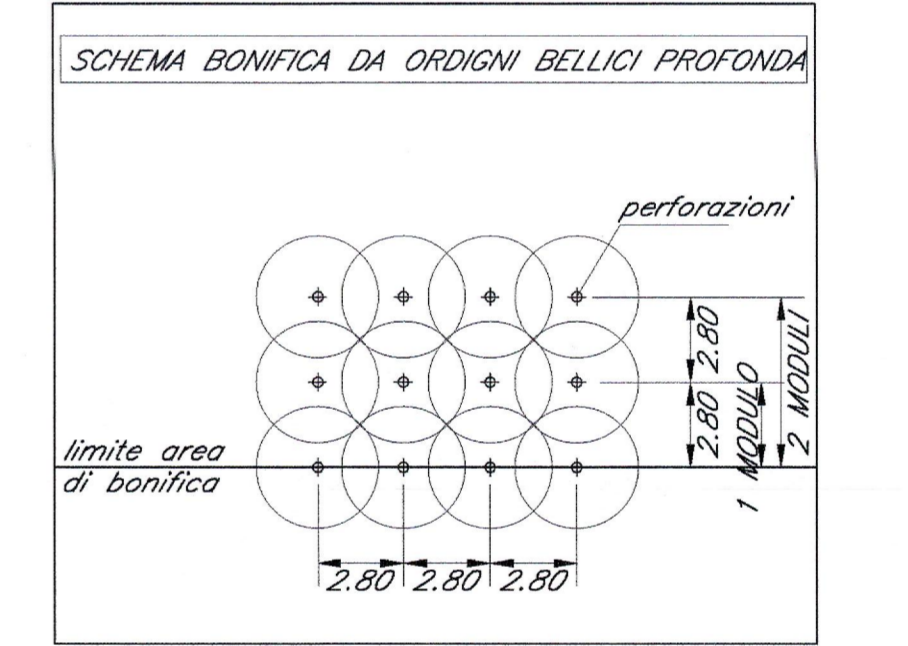 SCHEMA BONIFICA DA ORDIGNI BELLICI PROFONDA
perforazioni
2.80
2.80
1 MODULO
2 MODULI
limite area
di bonifica
2.80 2.80 2.80